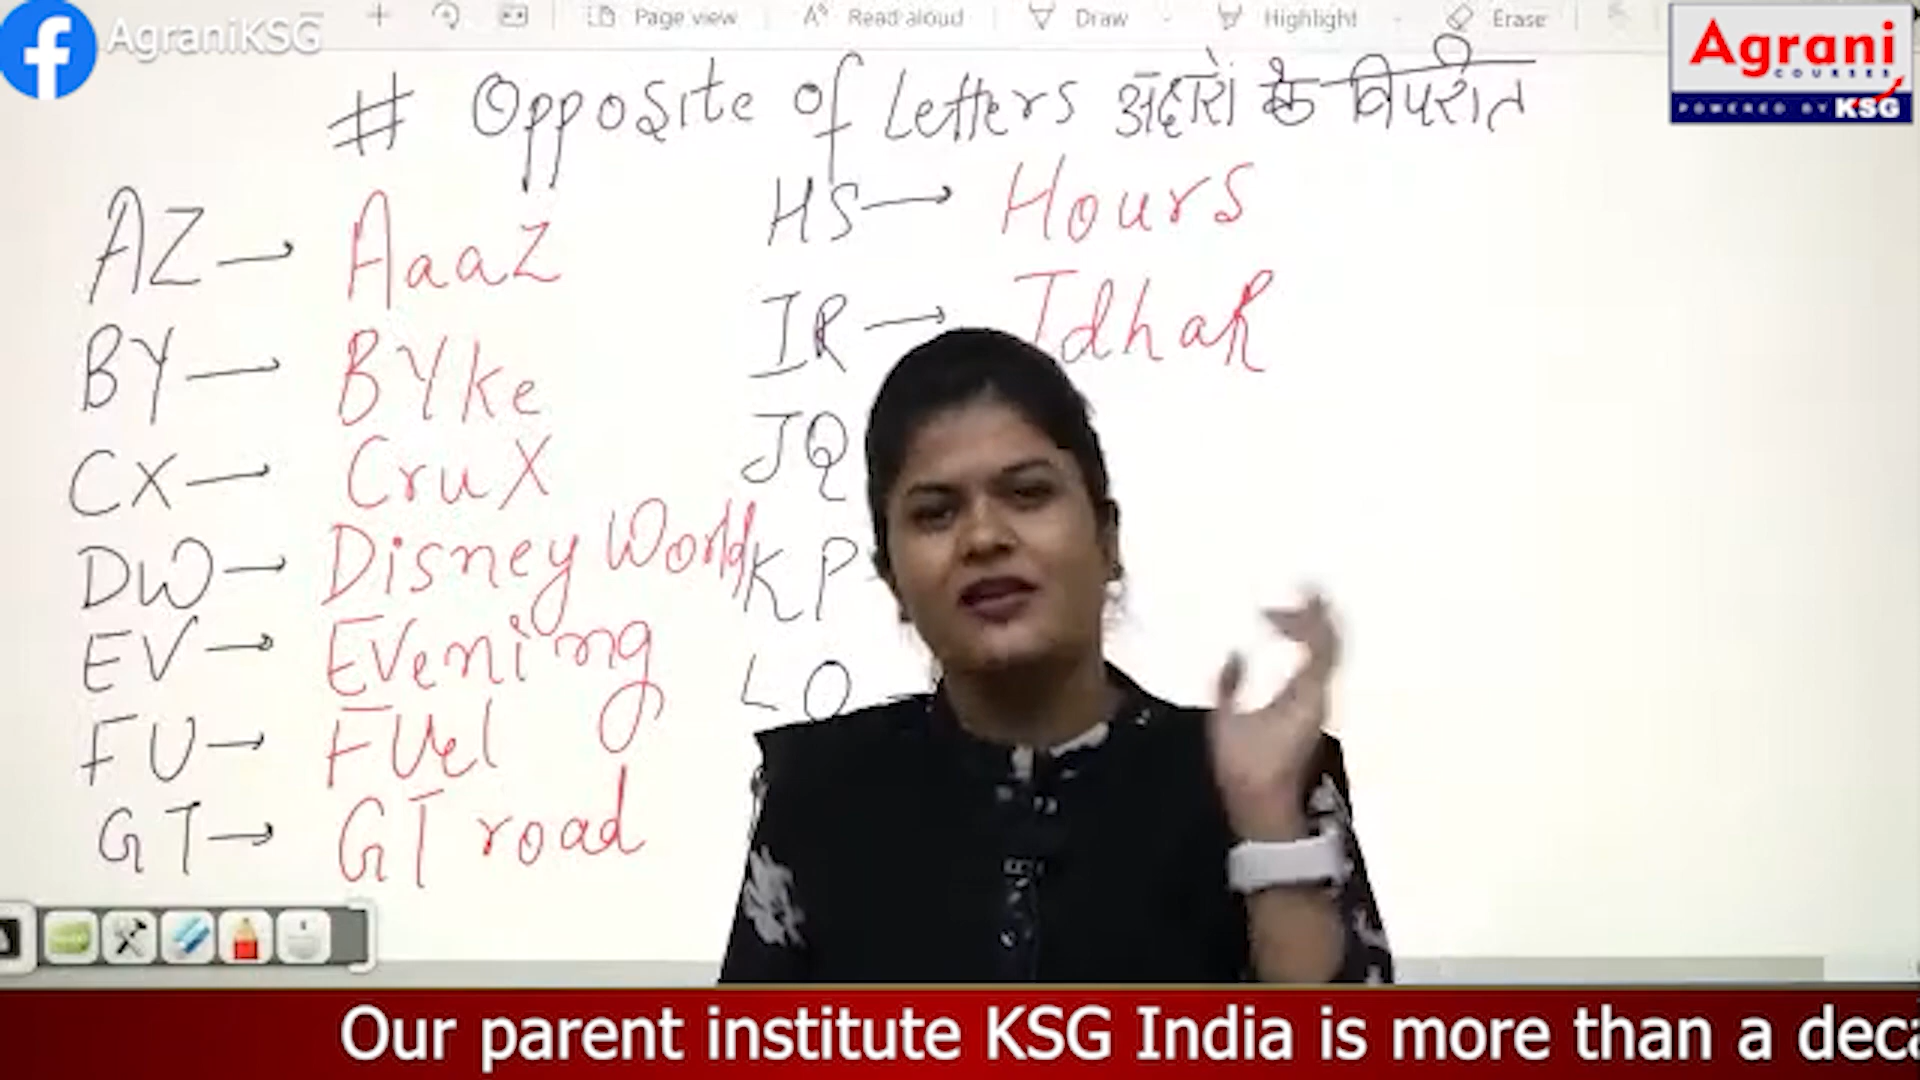 AgraniKSG
Page view Read aloud Draw Highlight Erase
Agrani
COURSES
POWERED BY KSG
# Opposite of Letters अक्षरों के विपरीत
AZ → AaaZ
BY → BYke
CX → CruX
DW → Disney World
EV → EVening
FU → FUel
GT → GT road
HS → Hours
IR → IdhaR
JQ
KP
LO
Our parent institute KSG India is more than a deca